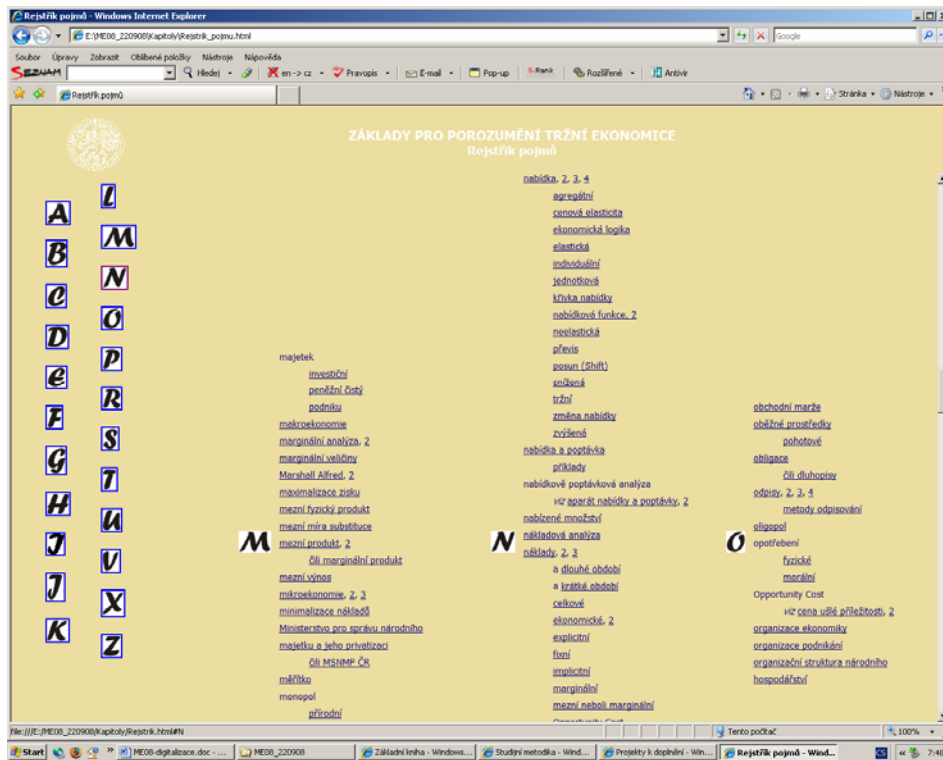 Rejstřík pojmů - Windows Internet Explorer
E:\ME08_220908\Kapitoly\Rejstrik_pojmu.html
Google
Soubor Úpravy Zobrazit Oblíbené položky Nástroje Nápověda
SEZNAM Hledej en -> cz Pravopis E-mail Pop-up S-Rank Rozšířené Antivir
Rejstřík pojmů
Stránka Nástroje
ZÁKLADY PRO POROZUMĚNÍ TRŽNÍ EKONOMICE
Rejstřík pojmů
A
B
C
D
E
F
G
H
I
J
K
L
M
N
O
P
R
S
T
U
V
X
Z
M
majetek
investiční
peněžní čistý
podniku
makroekonomie
marginální analýza, 2
marginální veličiny
Marshall Alfred, 2
maximalizace zisku
mezní fyzický produkt
mezní míra substituce
mezní produkt, 2
čili marginální produkt
mezní výnos
mikroekonomie, 2, 3
minimalizace nákladů
Ministerstvo pro správu národního
majetku a jeho privatizaci
čili MSNMP ČR
měřítko
monopol
přírodní
N
nabídka, 2, 3, 4
agregátní
cenová elasticita
ekonomická logika
elastická
individuální
jednotková
křivka nabídky
nabídková funkce, 2
neelastická
převis
posun (Shift)
snížená
tržní
změna nabídky
zvýšená
nabídka a poptávka
příklady
nabídkově poptávková analýza
viz aparát nabídky a poptávky, 2
nabízené množství
nákladová analýza
náklady, 2, 3
a dlouhé období
a krátké období
celkové
ekonomické, 2
explicitní
fixní
implicitní
marginální
mezní neboli marginální
Opportunity Cost
O
obchodní marže
oběžné prostředky
pohotové
obligace
čili dluhopisy
odpisy, 2, 3, 4
metody odpisování
oligopol
opotřebení
fyzické
morální
Opportunity Cost
viz cena ušlé příležitosti, 2
organizace ekonomiky
organizace podnikání
organizační struktura národního
hospodářství
file:///E:/ME08_220908/Kapitoly/Rejstrik.html#N
Tento počítač
100%
Start
ME08-digitalizace.doc - ...
ME08_220908
Základní kniha - Windows...
Studijní metodika - Wind...
Projekty k doplnění - Win...
Rejstřík pojmů - Wind...
CS
7:48